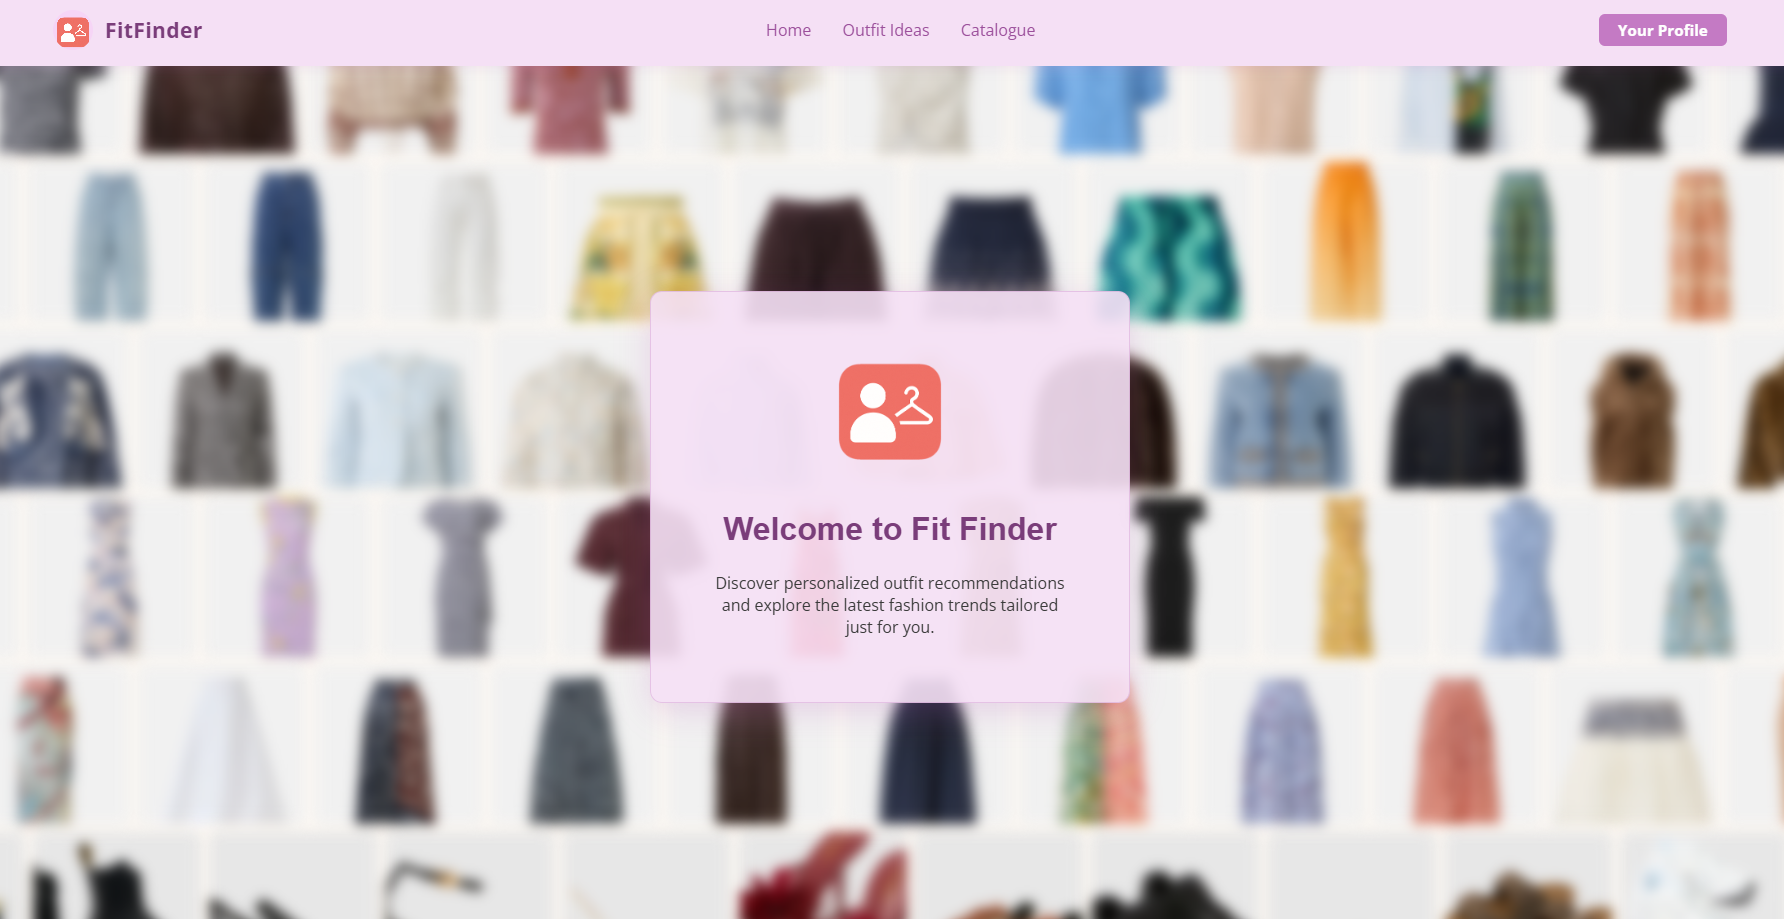 FitFinder
Home
Outfit Ideas
Catalogue
Your Profile
Welcome to Fit Finder
Discover personalized outfit recommendations
and explore the latest fashion trends tailored
just for you.